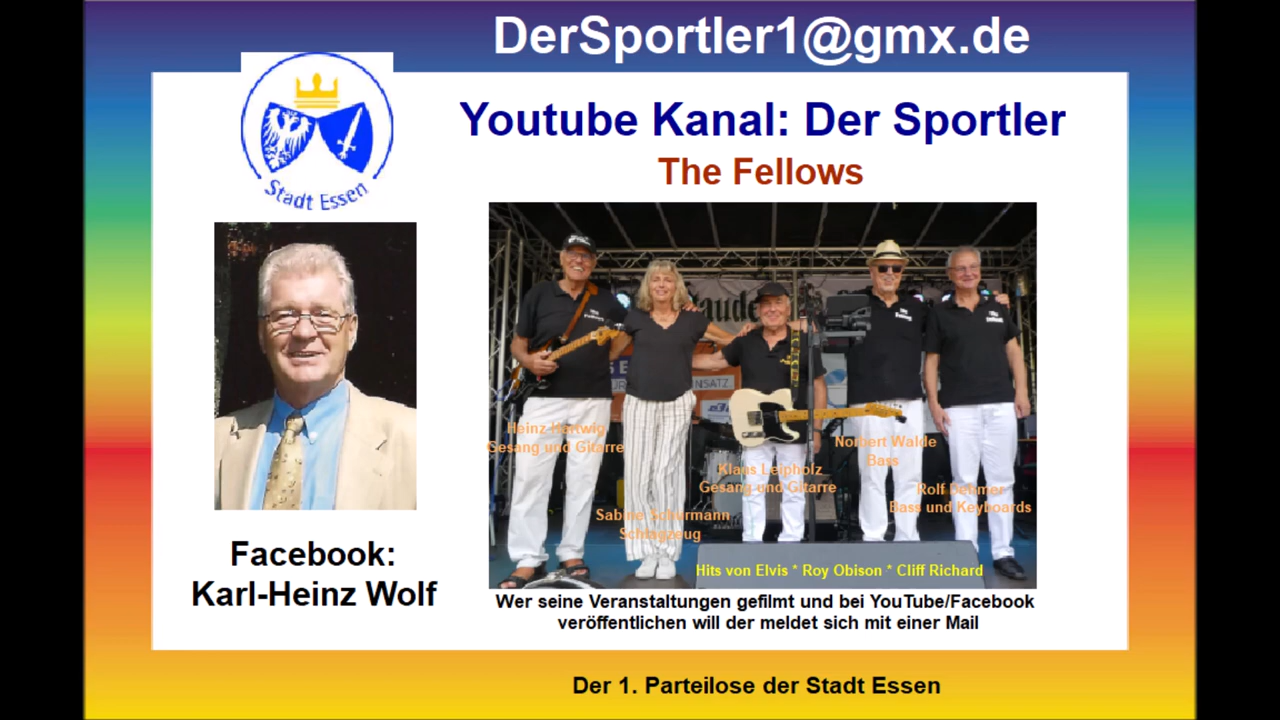 DerSportler1@gmx.de
Youtube Kanal: Der Sportler
The Fellows
Stadt Essen
Heinz Hartwig
Gesang und Gitarre
Sabine Schürmann
Schlagzeug
Klaus Leipholz
Gesang und Gitarre
Norbert Walde
Bass
Rolf
Bass und Keyboards
Hits von Elvis * Roy Obison * Cliff Richard
Facebook:
Karl-Heinz Wolf
Wer seine Veranstaltungen gefilmt und bei YouTube/Facebook
veröffentlichen will der meldet sich mit einer Mail
Der 1. Parteilose der Stadt Essen